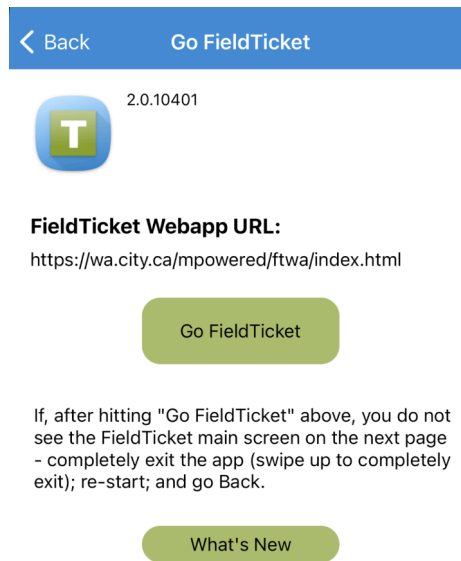 Back
Go FieldTicket
2.0.10401
T
FieldTicket Webapp URL:
https://wa.city.ca/mpowered/ftwa/index.html
Go FieldTicket
If, after hitting "Go FieldTicket" above, you do not
see the FieldTicket main screen on the next page
- completely exit the app (swipe up to completely
exit); re-start; and go Back.
What's New